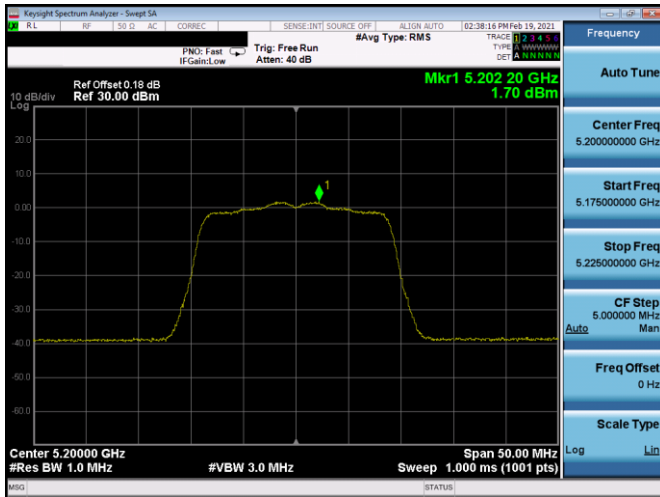 Keysight Spectrum Analyzer - Swept SA
RL RF 50 Ω AC CORREC SENSE:INT SOURCE OFF ALIGN AUTO 02:38:16 PM Feb 19, 2021
#Avg Type: RMS
TRACE 1 2 3 4 5 6
PNO: Fast Trig: Free Run
TYPE A WWWWW
IFGain:Low Atten: 40 dB
DET A N N N N N
Frequency
Auto Tune
Mkr1 5.202 20 GHz
Ref Offset 0.18 dB
10 dB/div Ref 30.00 dBm
1.70 dBm
Log
20.0
0.00
-10.0
-20.0
-30.0
-40.0
-50.0
-60.0
1
Center Freq
5.200000000 GHz
Start Freq
5.175000000 GHz
Stop Freq
5.225000000 GHz
CF Step
5.000000 MHz
Auto Man
Freq Offset
0 Hz
Scale Type
Log Lin
Center 5.20000 GHz Span 50.00 MHz
#Res BW 1.0 MHz #VBW 3.0 MHz Sweep 1.000 ms (1001 pts)
MSG STATUS